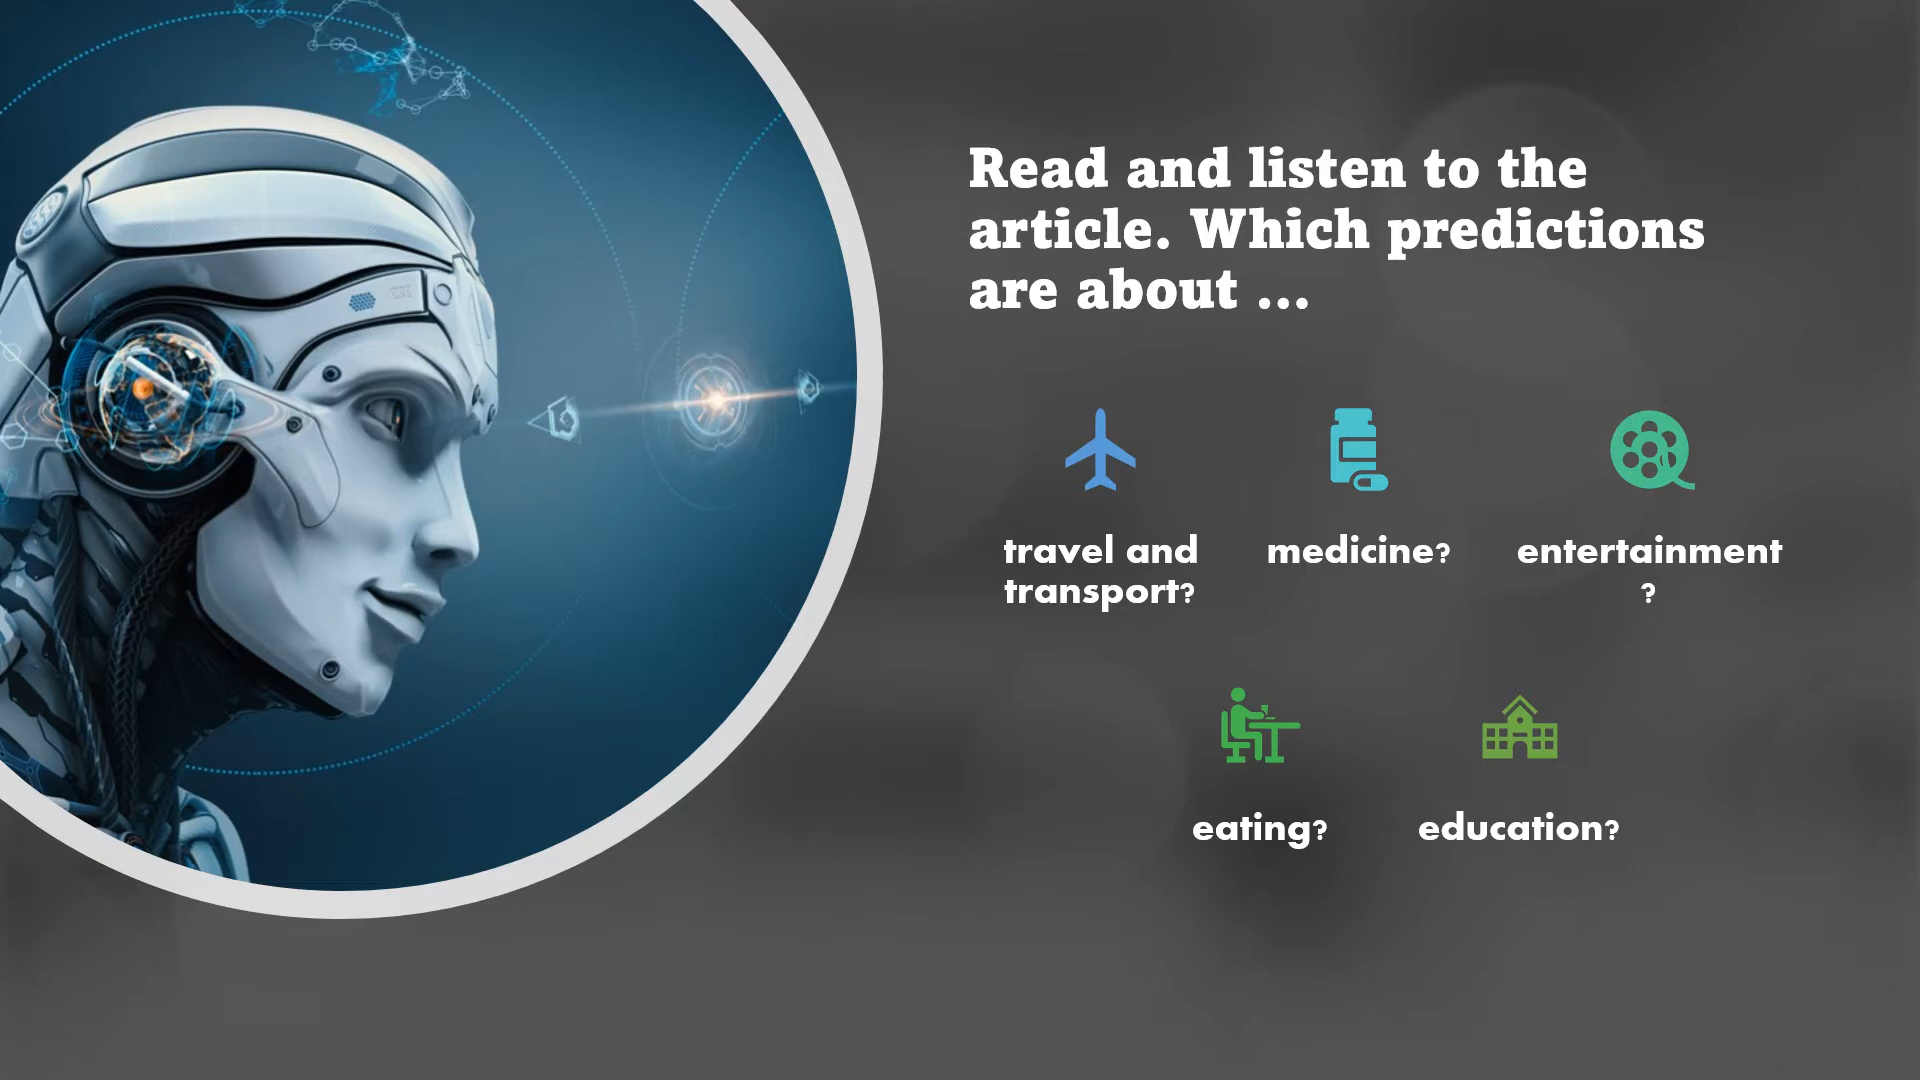 Read and listen to the
article. Which predictions
are about ...
travel and
transport?
medicine?
entertainment
?
eating?
education?